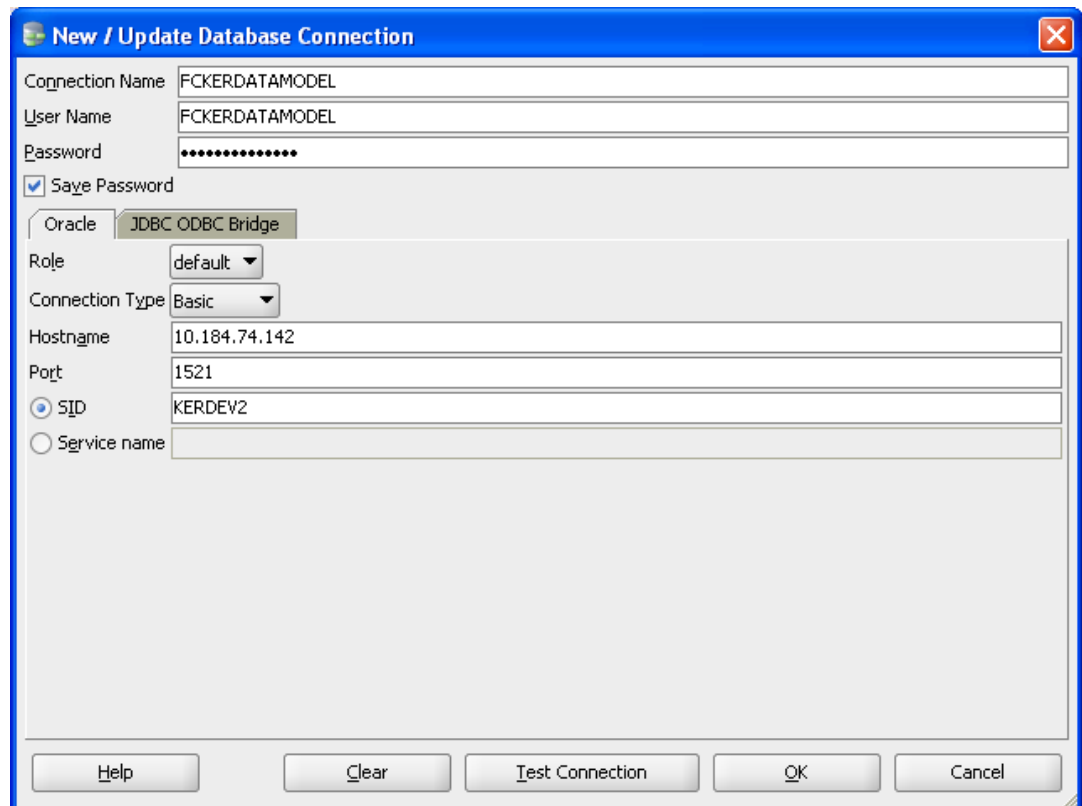 New / Update Database Connection
Connection Name FCKERDATAMODEL
User Name FCKERDATAMODEL
Password ••••••••••••••
Save Password
Oracle JDBC ODBC Bridge
Role default
Connection Type Basic
Hostname 10.184.74.142
Port 1521
SID KERDEV2
Service name
Help Clear Test Connection OK Cancel